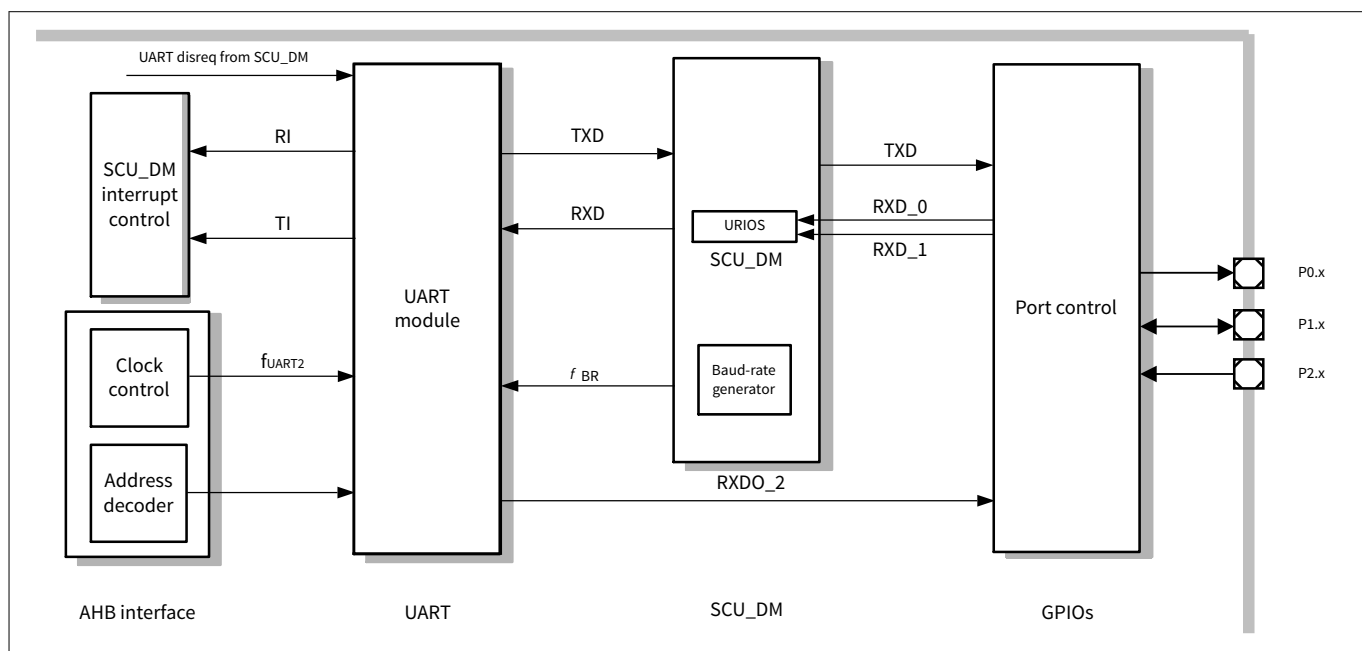 UART disreq from SCU_DM
SCU_DM
interrupt
control
RI
TI
Clock
control
fUART2
Address
decoder
AHB interface
UART
module
UART
TXD
RXD
f BR
RXDO_2
URIOS
SCU_DM
Baud-rate
generator
SCU_DM
TXD
RXD_0
RXD_1
Port control
GPIOs
P0.x
P1.x
P2.x